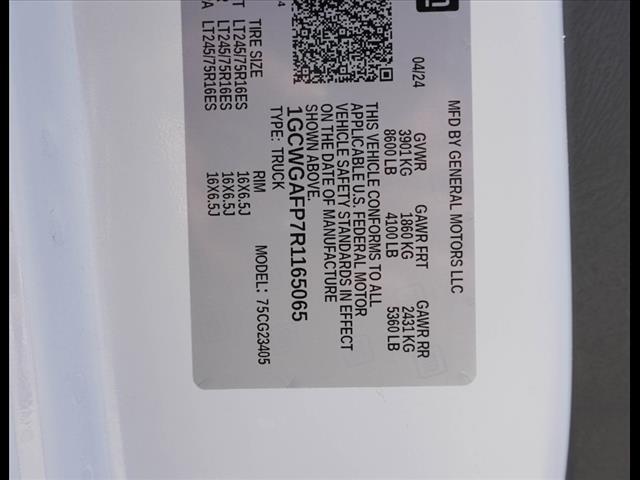 MFD BY GENERAL MOTORS LLC
04/24 GVWR GAWR FRT GAWR RR
3901 KG 1860 KG 2431 KG
8600 LB 4100 LB 5360 LB
THIS VEHICLE CONFORMS TO ALL
APPLICABLE U.S. FEDERAL MOTOR
VEHICLE SAFETY STANDARDS IN EFFECT
ON THE DATE OF MANUFACTURE
SHOWN ABOVE.
1GCWGAFP7R1165065
TYPE: TRUCK MODEL: 75CG23405
TIRE SIZE RIM
LT245/75R16ES 16X6.5J
LT245/75R16ES 16X6.5J
LT245/75R16ES 16X6.5J